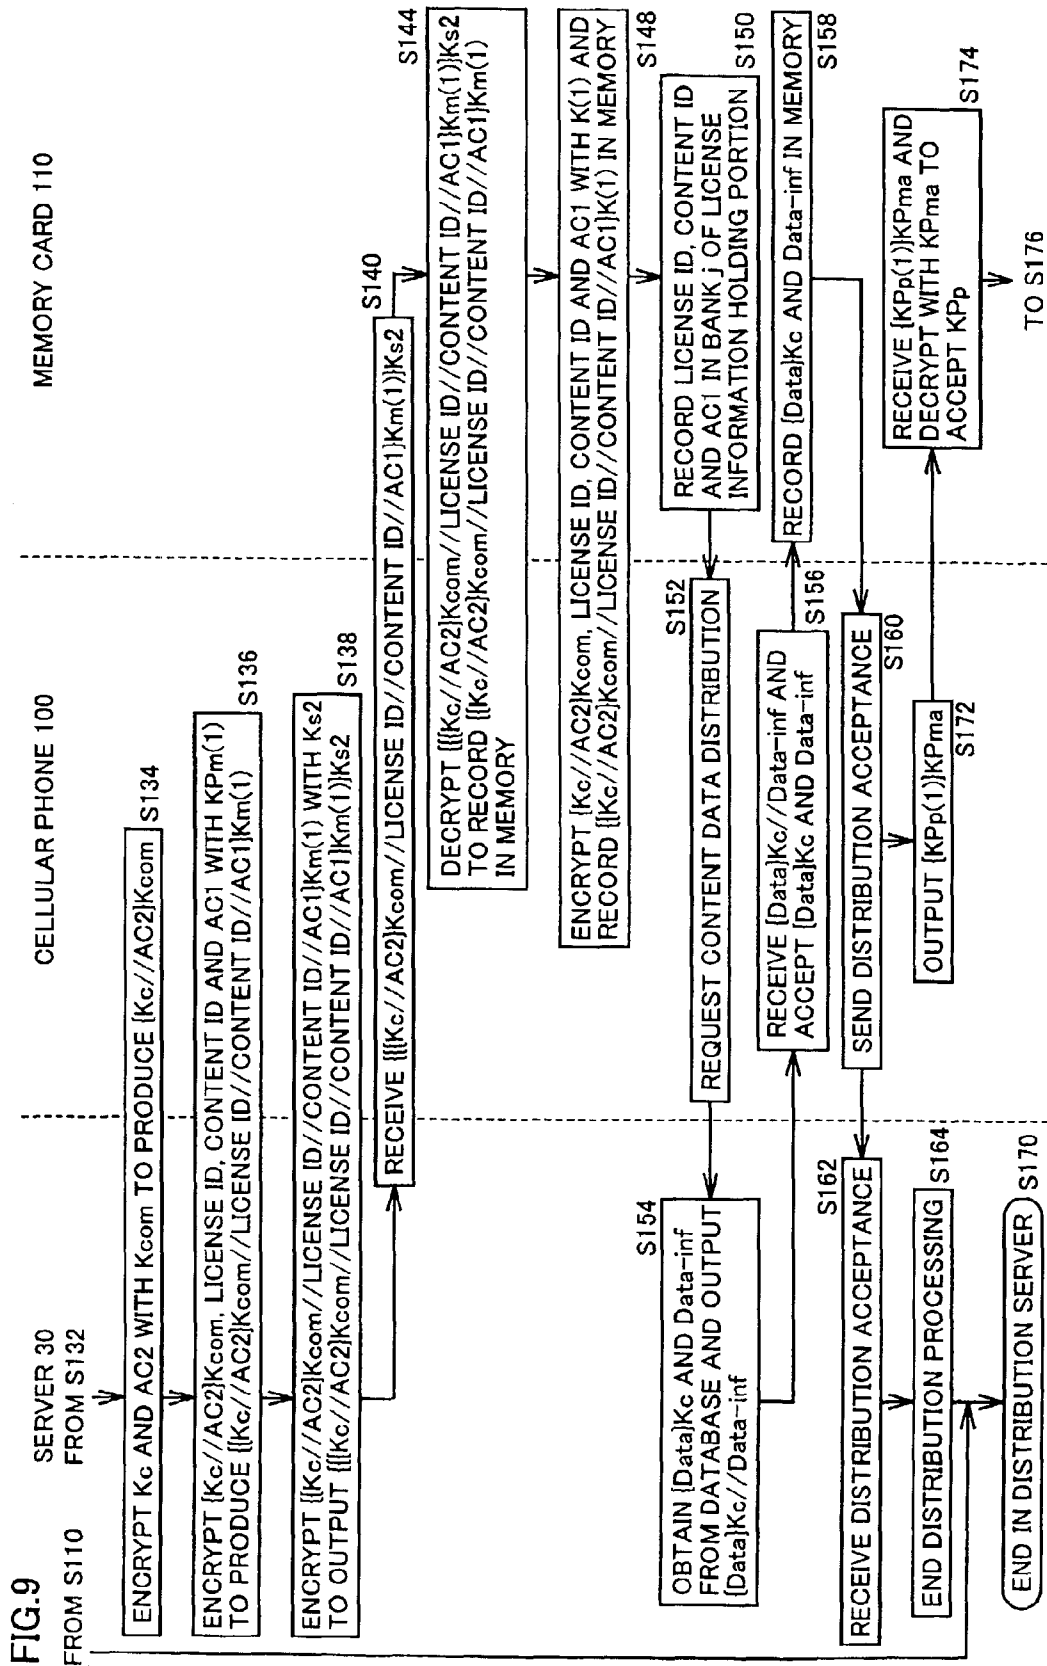 FIG.9
FROM S110
SERVER 30
FROM S132
CELLULAR PHONE 100
MEMORY CARD 110
ENCRYPT Kc AND AC2 WITH Kcom TO PRODUCE {Kc//AC2}Kcom
S134
ENCRYPT {Kc//AC2}Kcom, LICENSE ID, CONTENT ID AND AC1 WITH KPm(1)
TO PRODUCE {{Kc//AC2}Kcom//LICENSE ID//CONTENT ID//AC1}Km(1)
S136
ENCRYPT {{Kc//AC2}Kcom//LICENSE ID//CONTENT ID//AC1}Km(1) WITH Ks2
TO OUTPUT {{{Kc//AC2}Kcom//LICENSE ID//CONTENT ID//AC1}Km(1)}Ks2
S138
RECEIVE {{{Kc//AC2}Kcom//LICENSE ID//CONTENT ID//AC1}Km(1)}Ks2
S140
DECRYPT {{{Kc//AC2}Kcom//LICENSE ID//CONTENT ID//AC1}Km(1)}Ks2
TO RECORD {{Kc//AC2}Kcom//LICENSE ID//CONTENT ID//AC1}Km(1)
IN MEMORY
S144
ENCRYPT {Kc//AC2}Kcom, LICENSE ID, CONTENT ID AND AC1 WITH K(1) AND
RECORD {{Kc//AC2}Kcom//LICENSE ID//CONTENT ID//AC1}K(1) IN MEMORY
S148
RECORD LICENSE ID, CONTENT ID
AND AC1 IN BANK j OF LICENSE
INFORMATION HOLDING PORTION
S150
S152
REQUEST CONTENT DATA DISTRIBUTION
S154
OBTAIN {Data}Kc AND Data-inf
FROM DATABASE AND OUTPUT
{Data}Kc//Data-inf
RECEIVE {Data}Kc//Data-inf AND
ACCEPT {Data}Kc AND Data-inf
S156
RECORD {Data}Kc AND Data-inf IN MEMORY
S158
SEND DISTRIBUTION ACCEPTANCE
S160
S162
RECEIVE DISTRIBUTION ACCEPTANCE
END DISTRIBUTION PROCESSING
S164
END IN DISTRIBUTION SERVER
S170
OUTPUT {KPp(1)}KPma
S172
RECEIVE {KPp(1)}KPma AND
DECRYPT WITH KPma TO
ACCEPT KPp
S174
TO S176